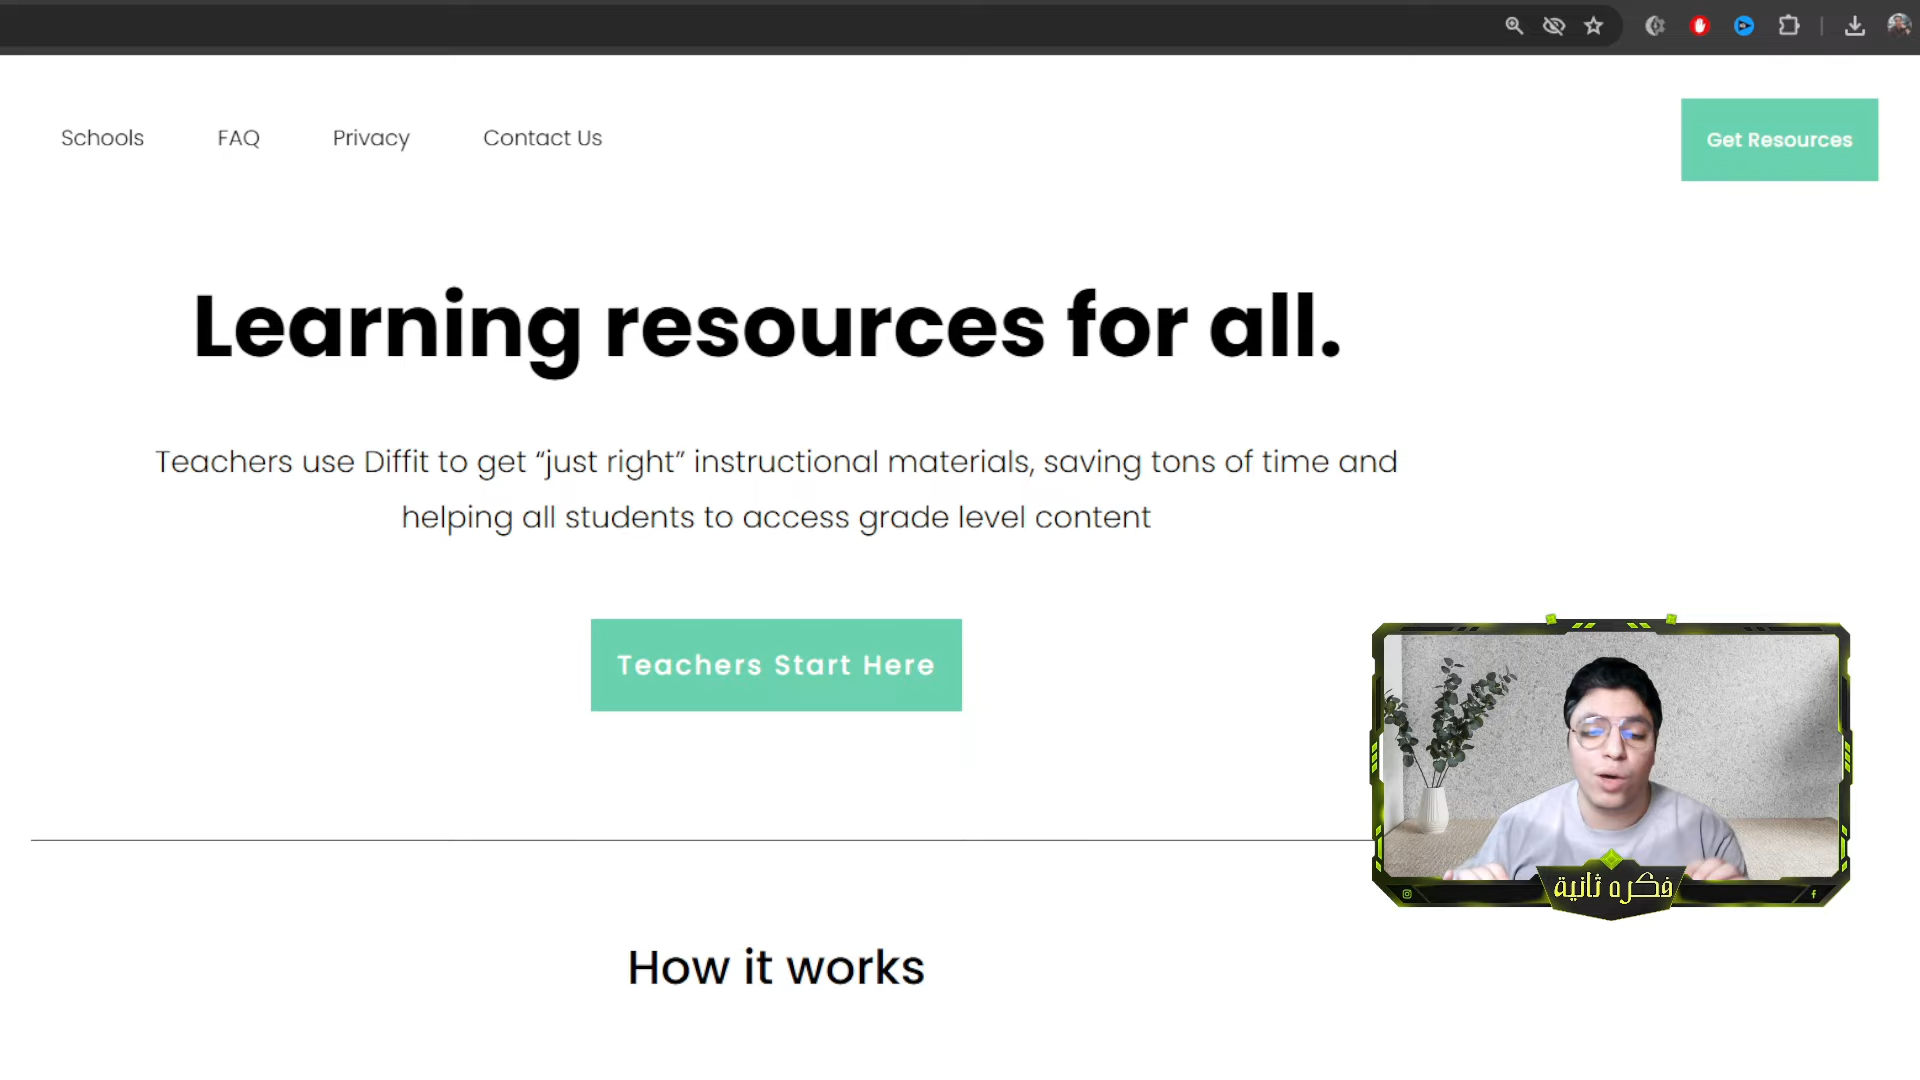 Schools
FAQ
Privacy
Contact Us
Get Resources
Learning resources for all.
Teachers use Diffit to get “just right” instructional materials, saving tons of time and
helping all students to access grade level content
Teachers Start Here
فكره ثانية
How it works